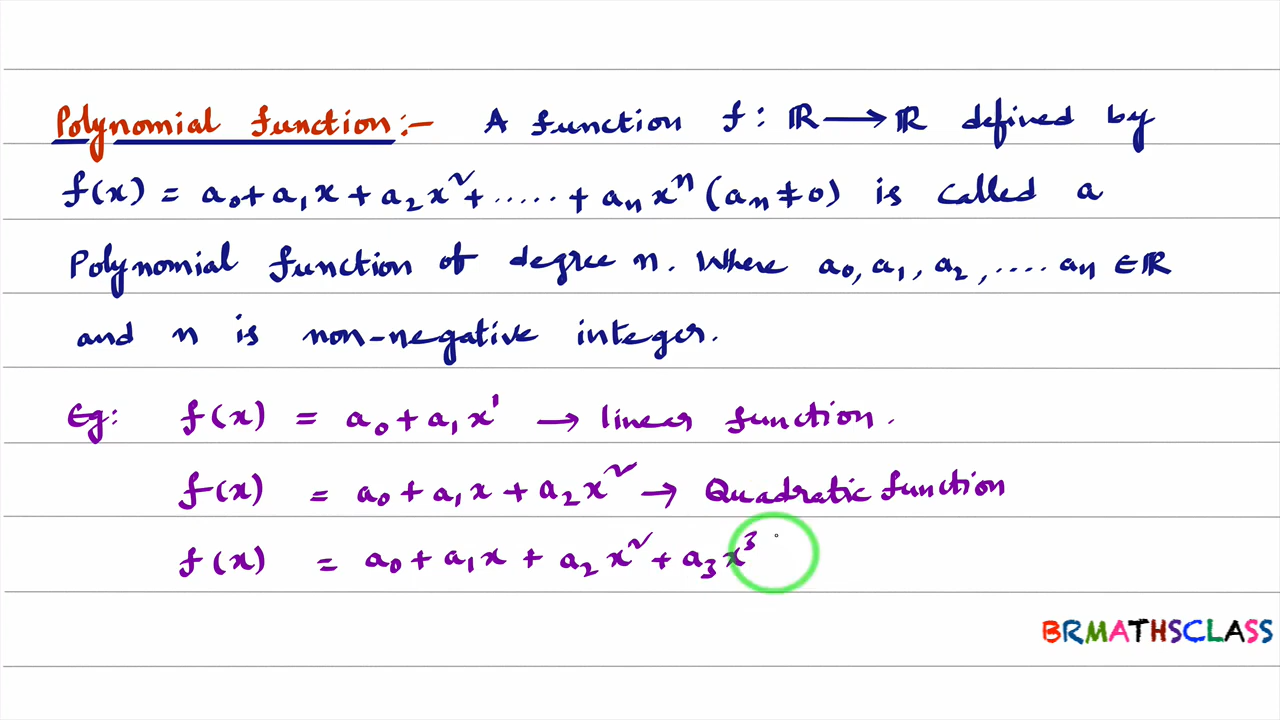 Polynomial function:- A function f: ℝ⟶ℝ defined by
f(x) = a₀+a₁x+a₂x²+.....+aₙxⁿ(aₙ≠0) is called a
Polynomial function of degree n. Where a₀,a₁,a₂,....aₙ∈ℝ
and n is non-negative integer.
Eg: f(x) = a₀+a₁x¹ → linear function.
f(x) = a₀+a₁x+a₂x² → Quadratic function
f(x) = a₀+a₁x+a₂x²+a₃x³
BRMATHSCLASS